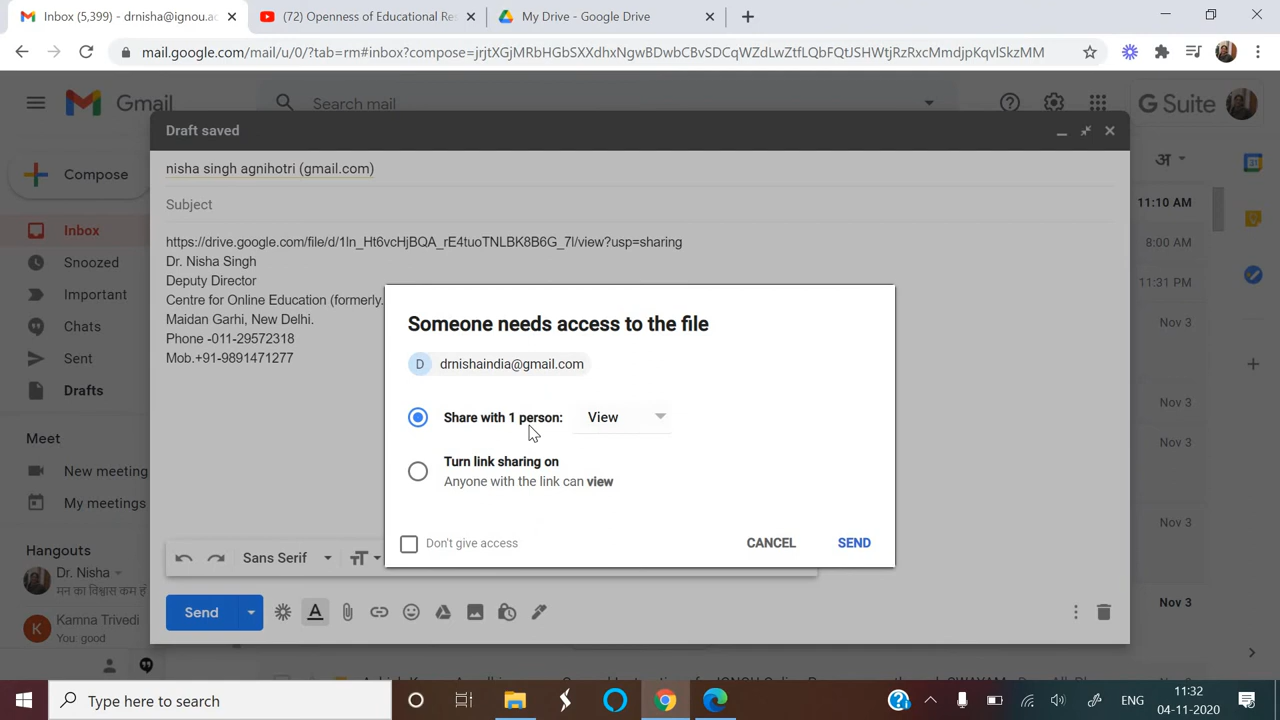 Inbox (5,399) - drnisha@ignou.ac
(72) Openness of Educational Res
My Drive - Google Drive
mail.google.com/mail/u/0/?tab=rm#inbox?compose=jrjtXGjMRbHGbSXXdhxNgwBDwbCBvSDCqWZdLwZtfLQbFQtUSHWtjRzRxcMmdjpKqvlSkzMM
Gmail
Search mail
G Suite
Draft saved
nisha singh agnihotri (gmail.com)
अ
Compose
Subject
11:10 AM
Inbox
https://drive.google.com/file/d/1ln_Ht6vcHjBQA_rE4tuoTNLBK8B6G_7l/view?usp=sharing
8:00 AM
Snoozed
Dr. Nisha Singh
Deputy Director
11:31 PM
Important
Centre for Online Education (formerly.
Maidan Garhi, New Delhi.
Nov 3
Chats
Phone -011-29572318
Sent
Mob.+91-9891471277
Drafts
Someone needs access to the file
D drnishaindia@gmail.com
Share with 1 person: View
Nov 3
Turn link sharing on
Anyone with the link can view
Nov 3
Don't give access
CANCEL
SEND
Meet
New meeting
My meetings
Nov 3
Hangouts
Sans Serif
Dr. Nisha
मन का विश्वास कम हो
Send
Nov 3
K Kamna Trivedi
You: good
Type here to search
ENG
11:32
04-11-2020